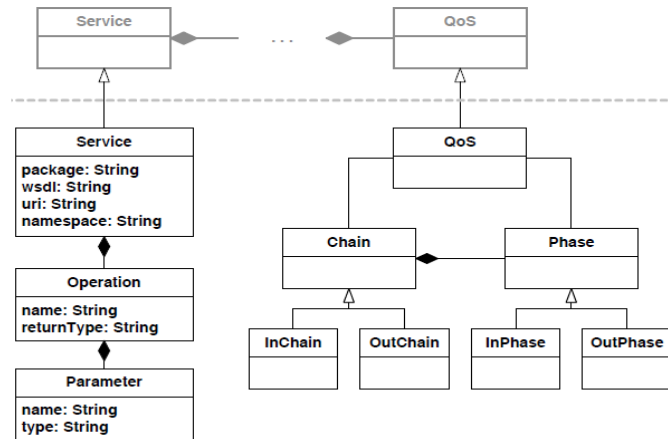 Service
...
QoS
Service
package: String
wsdl: String
uri: String
namespace: String
Operation
name: String
returnType: String
Parameter
name: String
type: String
QoS
Chain
Phase
InChain
OutChain
InPhase
OutPhase